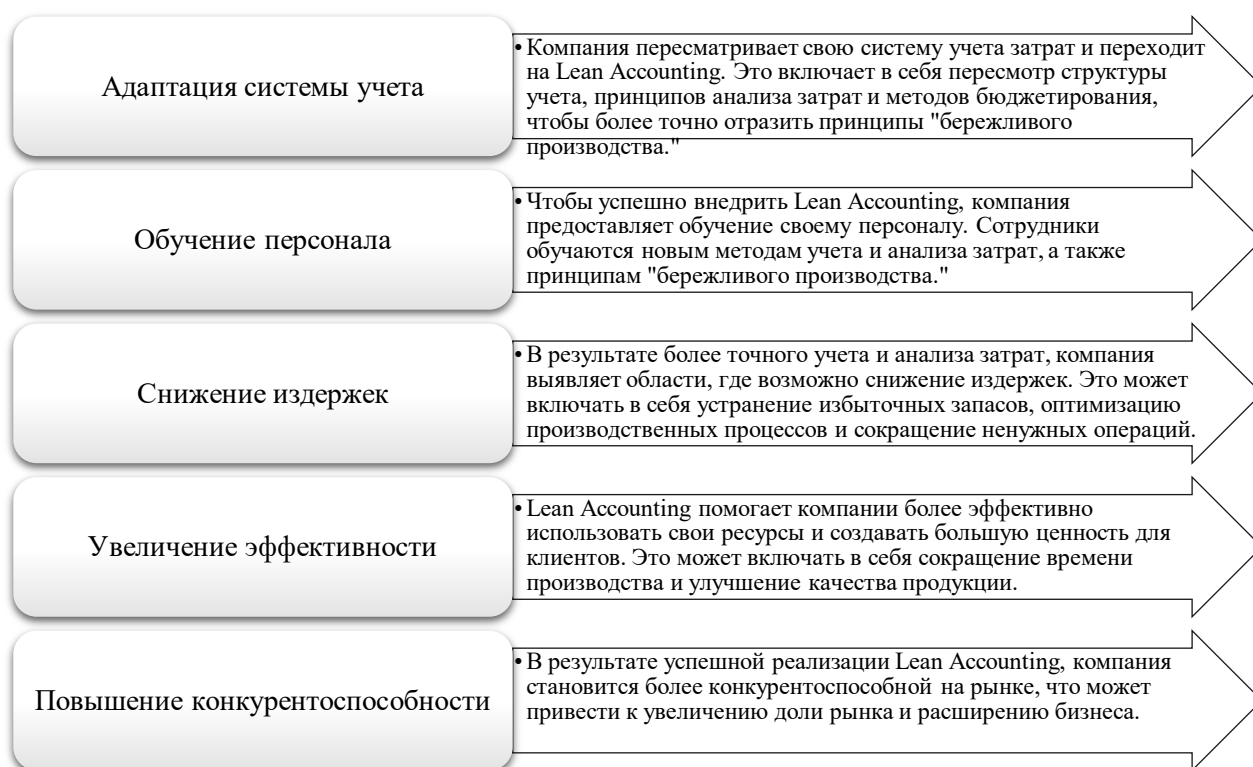 Адаптация системы учета
• Компания пересматривает свою систему учета затрат и переходит
на Lean Accounting. Это включает в себя пересмотр структуры
учета, принципов анализа затрат и методов бюджетирования,
чтобы более точно отразить принципы "бережливого
производства."
Обучение персонала
• Чтобы успешно внедрить Lean Accounting, компания
предоставляет обучение своему персоналу. Сотрудники
обучаются новым методам учета и анализа затрат, а также
принципам "бережливого производства."
Снижение издержек
• В результате более точного учета и анализа затрат, компания
выявляет области, где возможно снижение издержек. Это может
включать в себя устранение избыточных запасов, оптимизацию
производственных процессов и сокращение ненужных операций.
Увеличение эффективности
• Lean Accounting помогает компании более эффективно
использовать свои ресурсы и создавать большую ценность для
клиентов. Это может включать в себя сокращение времени
производства и улучшение качества продукции.
Повышение конкурентоспособности
• В результате успешной реализации Lean Accounting, компания
становится более конкурентоспособной на рынке, что может
привести к увеличению доли рынка и расширению бизнеса.